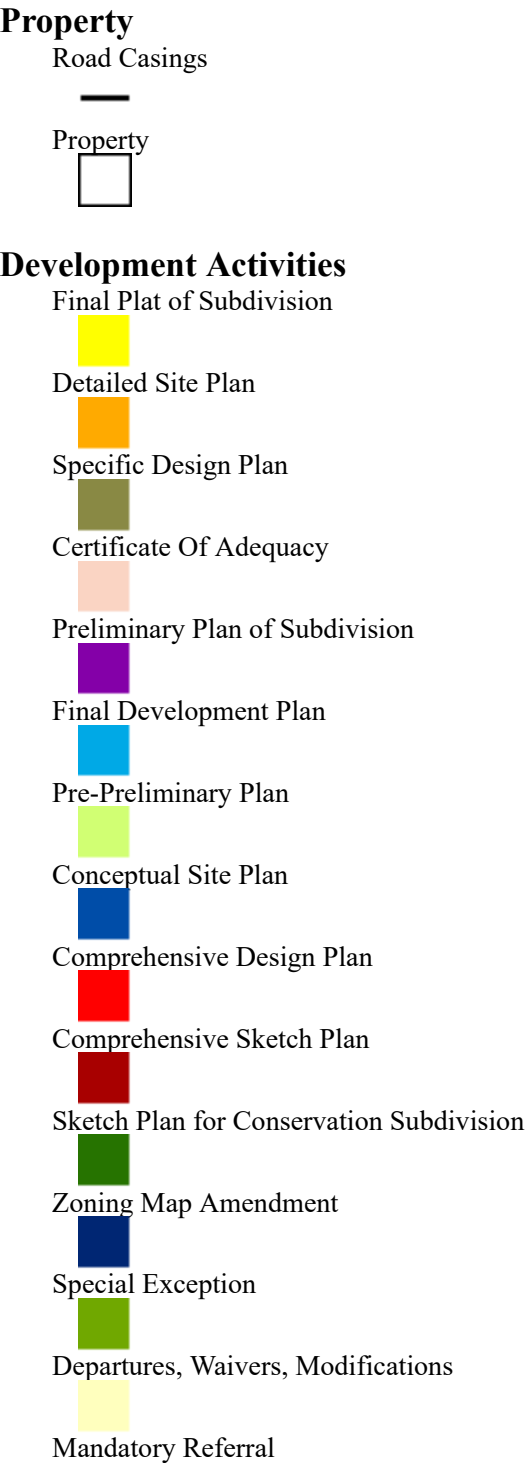 Property
Road Casings
Property
Development Activities
Final Plat of Subdivision
Detailed Site Plan
Specific Design Plan
Certificate Of Adequacy
Preliminary Plan of Subdivision
Final Development Plan
Pre-Preliminary Plan
Conceptual Site Plan
Comprehensive Design Plan
Comprehensive Sketch Plan
Sketch Plan for Conservation Subdivision
Zoning Map Amendment
Special Exception
Departures, Waivers, Modifications
Mandatory Referral